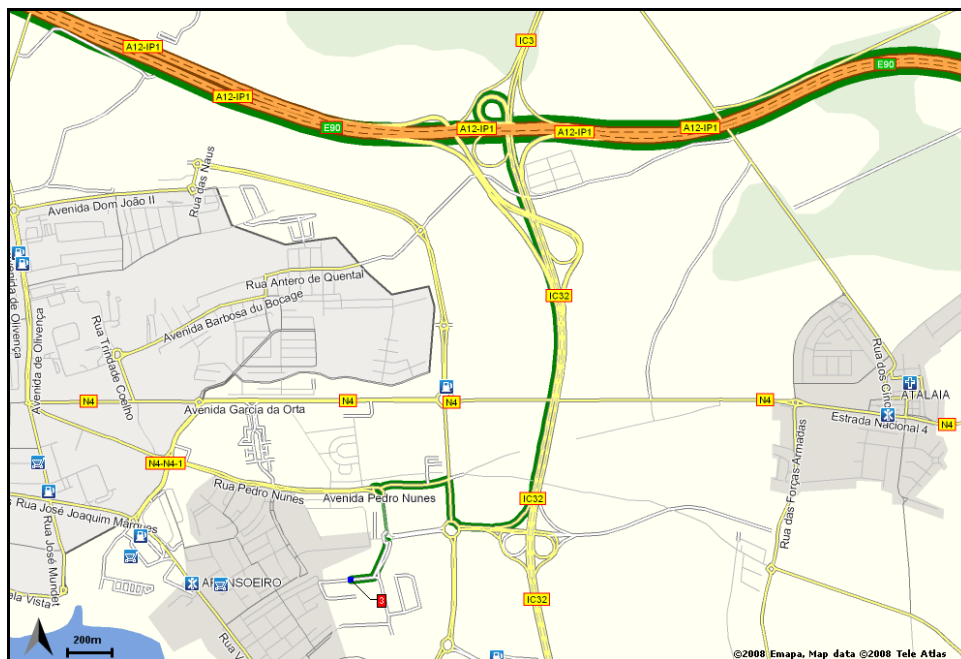 IC3
A12-IP1
E90
A12-IP1
E90
A12-IP1
A12-IP1
A12-IP1
Rua das Naus
Avenida Dom João II
Rua Antero de Quental
IC32
Avenida Barbosa du Bocage
Avenida de Olivença
Rua Trindade Coelho
Rua dos
ATALAIA
N4
Avenida Garcia da Orta
N4
N4
N4
Estrada Nacional 4
N4
Rua das Forças Armadas
N4-N4-1
Rua Pedro Nunes
Avenida Pedro Nunes
IC32
Rua José Joaquim Marques
Rua José Mundet
SOEIRO
3
IC32
ela Vista
200m
©2008 Emapa, Map data ©2008 Tele Atlas